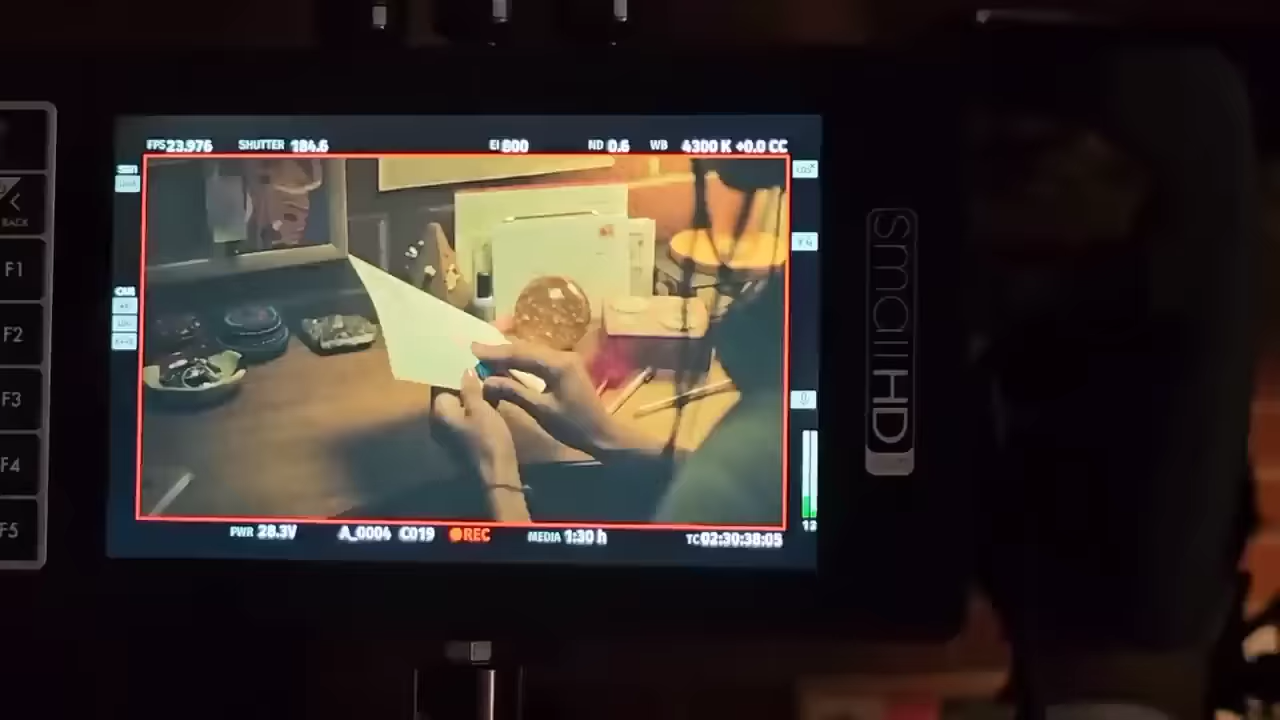 FPS 23.976 SHUTTER 184.6 EI 800 ND 0.6 WB 4300 K +0.0 CC
BACK
F1
F2
F3
F4
F5
smallHD
PWR 28.3V A_0004 C019 REC MEDIA 1:30 h TC 02:30:38:05